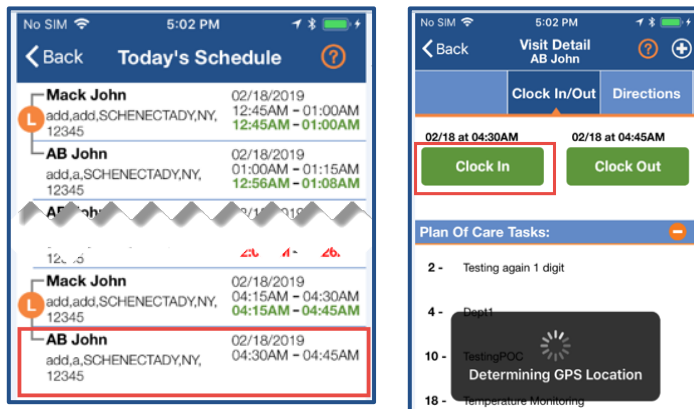 No SIM 5:02 PM
Back Today's Schedule ?
Mack John 02/18/2019
add,add,SCHENECTADY,NY, 12:45AM - 01:00AM
12345 12:45AM - 01:00AM
L
AB John 02/18/2019
add,a,SCHENECTADY,NY, 01:00AM - 01:15AM
12345 12:56AM - 01:08AM
Mack John 02/18/2019
add,add,SCHENECTADY,NY, 04:15AM - 04:30AM
12345 04:15AM - 04:45AM
L
AB John 02/18/2019
add,a,SCHENECTADY,NY, 04:30AM - 04:45AM
12345
No SIM 5:02 PM
Back Visit Detail ?
AB John
Clock In/Out Directions
02/18 at 04:30AM 02/18 at 04:45AM
Clock In Clock Out
Plan Of Care Tasks:
2 - Testing again 1 digit
4 - Dept1
10 - TestingPOC
Determining GPS Location
18 - Temperature Monitoring